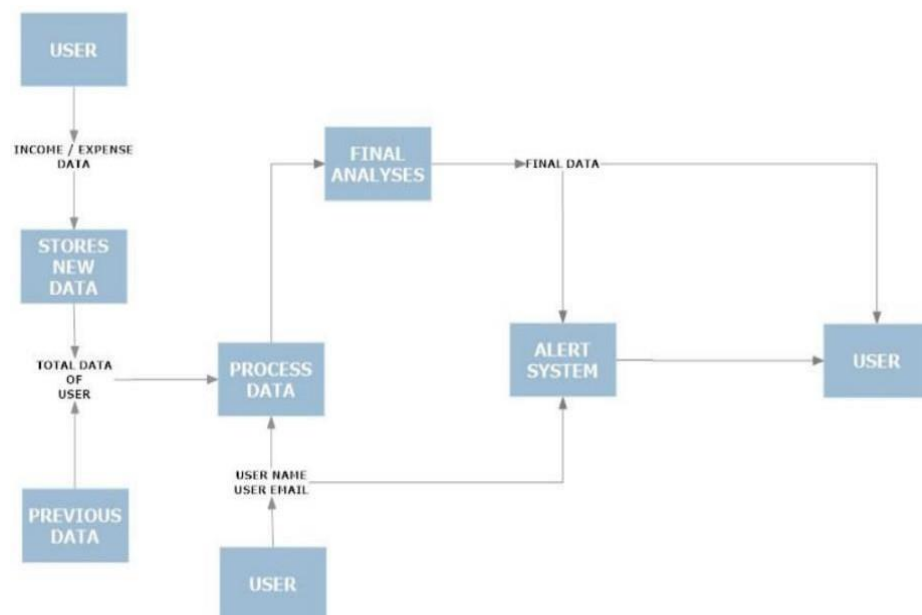 USER
INCOME / EXPENSE
DATA
STORES
NEW
DATA
TOTAL DATA
OF
USER
PREVIOUS
DATA
PROCESS
DATA
USER NAME
USER EMAIL
USER
FINAL
ANALYSES
FINAL DATA
ALERT
SYSTEM
USER